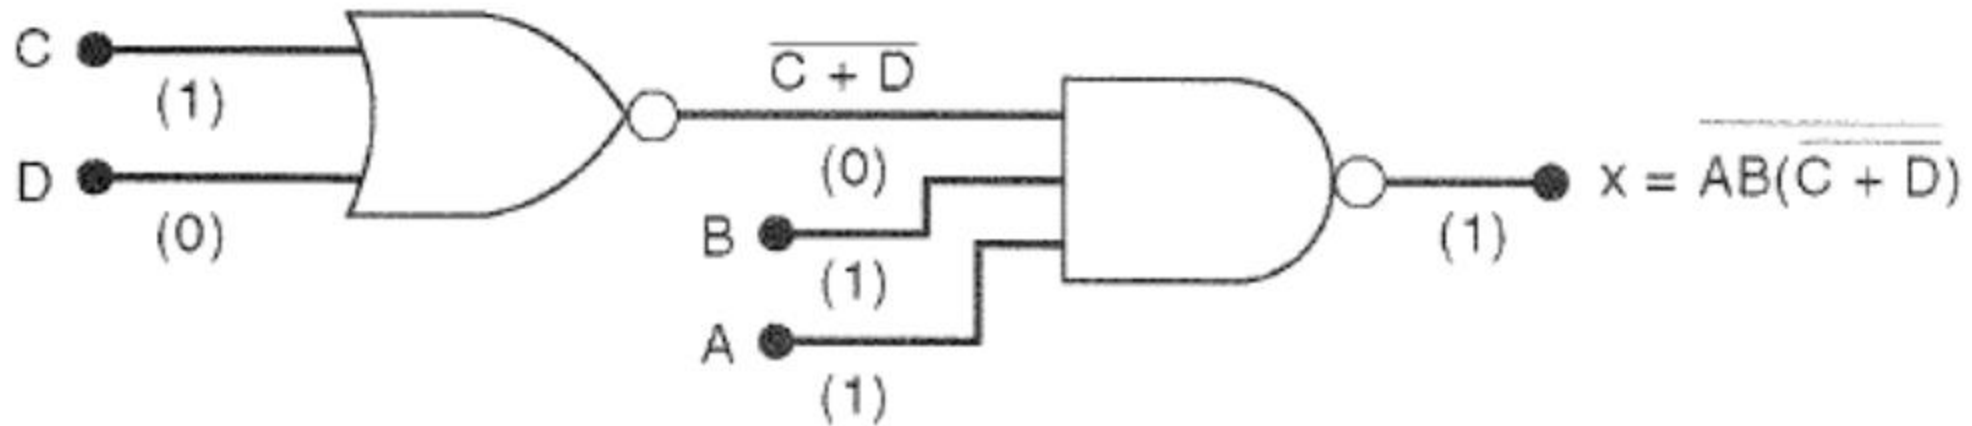 C
(1)
D
(0)
C + D
(0)
B
(1)
A
(1)
(1)
x = AB(C + D)